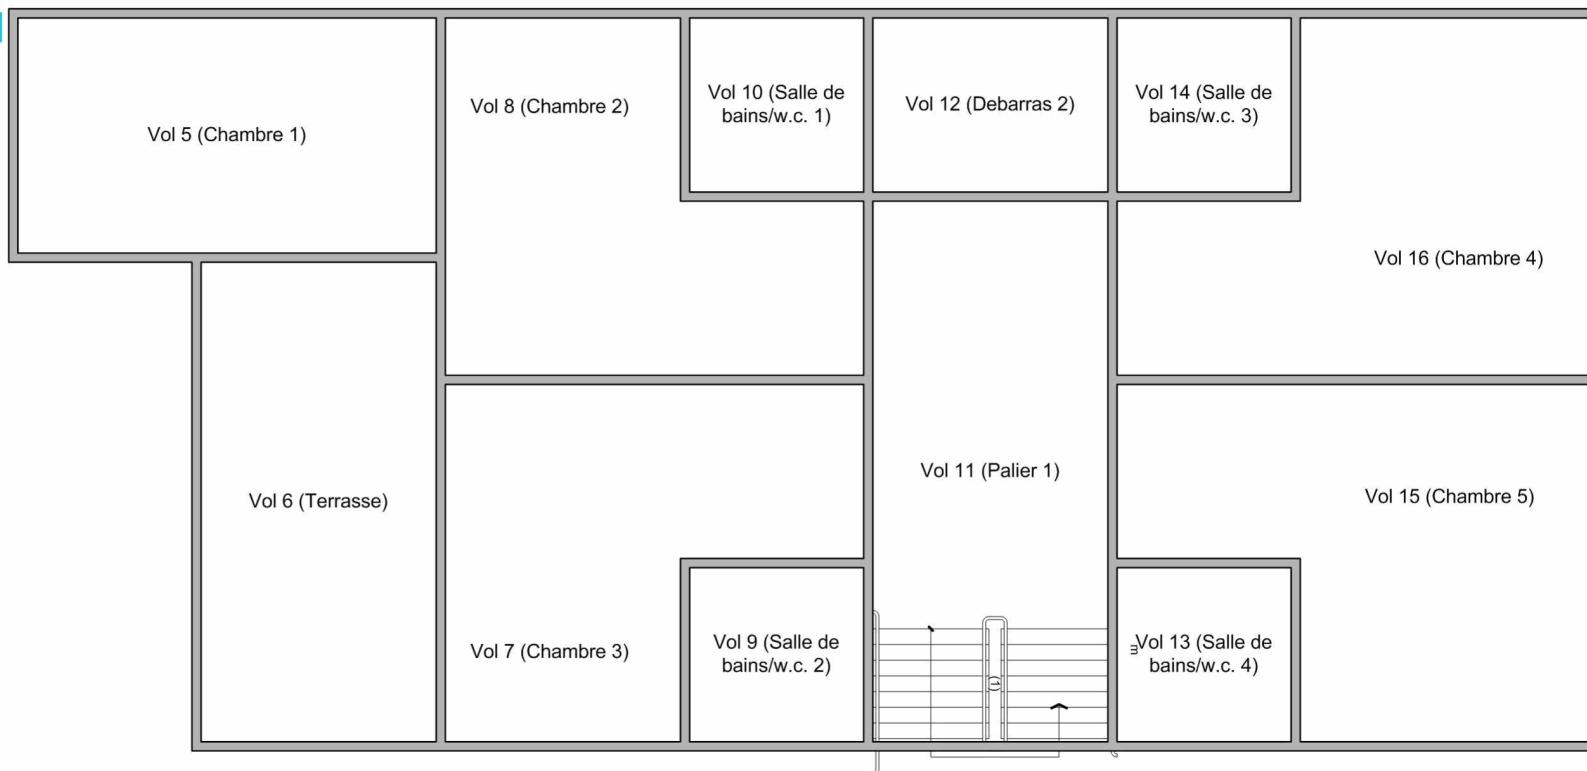 Vol 5 (Chambre 1)
Vol 8 (Chambre 2)
Vol 10 (Salle de
bains/w.c. 1)
Vol 12 (Debarras 2)
Vol 14 (Salle de
bains/w.c. 3)
Vol 16 (Chambre 4)
Vol 6 (Terrasse)
Vol 11 (Palier 1)
Vol 15 (Chambre 5)
Vol 7 (Chambre 3)
Vol 9 (Salle de
bains/w.c. 2)
(1)
m
Vol 13 (Salle de
bains/w.c. 4)